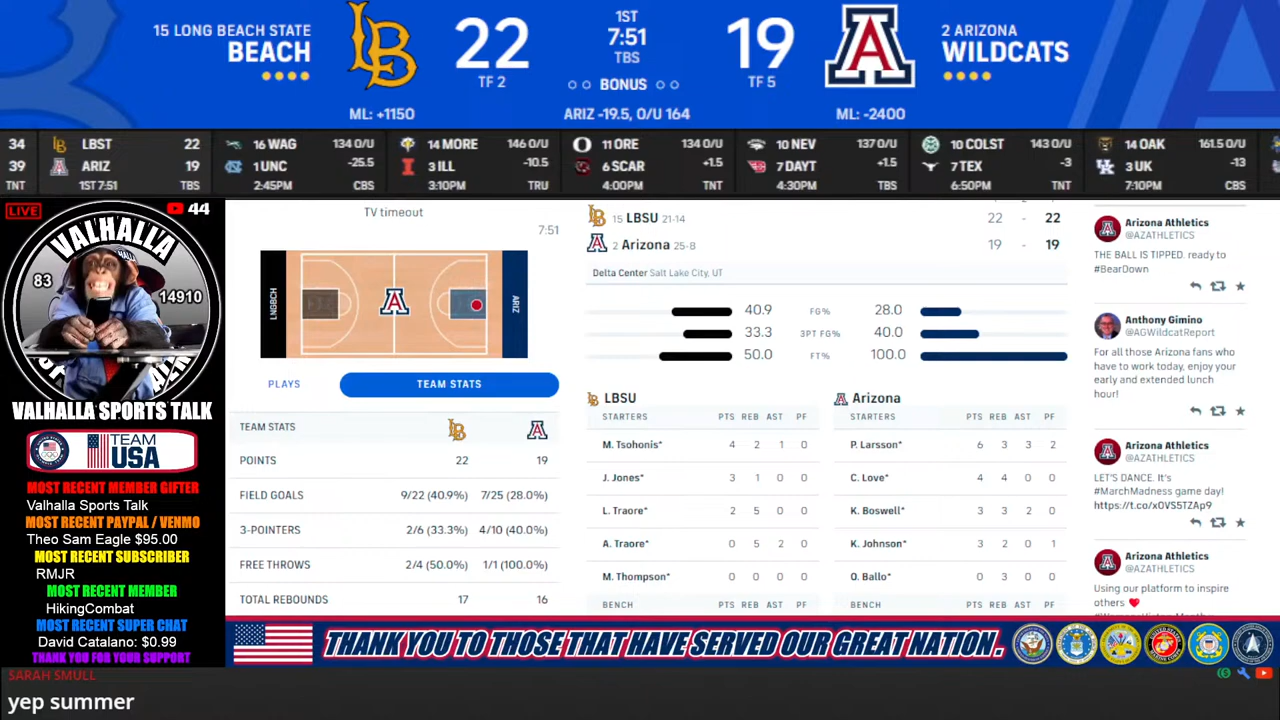 15 LONG BEACH STATE
BEACH
22
TF 2
ML: +1150
1ST
7:51
TBS
BONUS
ARIZ -19.5, O/U 164
19
TF 5
2 ARIZONA
WILDCATS
ML: -2400
34
39
TNT
LBST 22
ARIZ 19
1ST 7:51 TBS
16 WAG 134 O/U
1 UNC -25.5
2:45PM CBS
14 MORE 146 O/U
3 ILL -10.5
3:10PM TRU
11 ORE 134 O/U
6 SCAR +1.5
4:00PM TNT
10 NEV 137 O/U
7 DAYT +1.5
4:30PM TBS
10 COLST 143 O/U
7 TEX -3
6:50PM TNT
14 OAK 161.5 O/U
3 UK -13
7:10PM CBS
LIVE
44
VALHALLA
83
14910
VALHALLA SPORTS TALK
TEAM
USA
MOST RECENT MEMBER GIFTER
Valhalla Sports Talk
MOST RECENT PAYPAL / VENMO
Theo Sam Eagle $95.00
MOST RECENT SUBSCRIBER
RMJR
MOST RECENT MEMBER
HikingCombat
MOST RECENT SUPER CHAT
David Catalano: $0.99
THANK YOU FOR YOUR SUPPORT
TV timeout
7:51
LNGBCH
ARIZ
PLAYS
TEAM STATS
TEAM STATS
POINTS 22 19
FIELD GOALS 9/22 (40.9%) 7/25 (28.0%)
3-POINTERS 2/6 (33.3%) 4/10 (40.0%)
FREE THROWS 2/4 (50.0%) 1/1 (100.0%)
TOTAL REBOUNDS 17 16
15 LBSU 21-14 22 - 22
2 Arizona 25-8 19 - 19
Delta Center Salt Lake City, UT
40.9 FG% 28.0
33.3 3PT FG% 40.0
50.0 FT% 100.0
LBSU
STARTERS PTS REB AST PF
M. Tsohonis* 4 2 1 0
J. Jones* 3 1 0 0
L. Traore* 2 5 0 0
A. Traore* 0 5 2 0
M. Thompson* 0 0 0 0
BENCH PTS REB AST PF
Arizona
STARTERS PTS REB AST PF
P. Larsson* 6 3 3 2
C. Love* 4 4 0 0
K. Boswell* 3 3 2 0
K. Johnson* 3 2 0 1
O. Ballo* 0 3 0 0
BENCH PTS REB AST PF
Arizona Athletics
@AZATHLETICS
THE BALL IS TIPPED. ready to
#BearDown
Anthony Gimino
@AGWildcatReport
For all those Arizona fans who
have to work today, enjoy your
early and extended lunch
hour!
Arizona Athletics
@AZATHLETICS
LET'S DANCE. It's
#MarchMadness game day!
https://t.co/xOVS5TZAp9
Arizona Athletics
@AZATHLETICS
Using our platform to inspire
others
THANK YOU TO THOSE THAT HAVE SERVED OUR GREAT NATION.
SARAH SMULL
yep summer